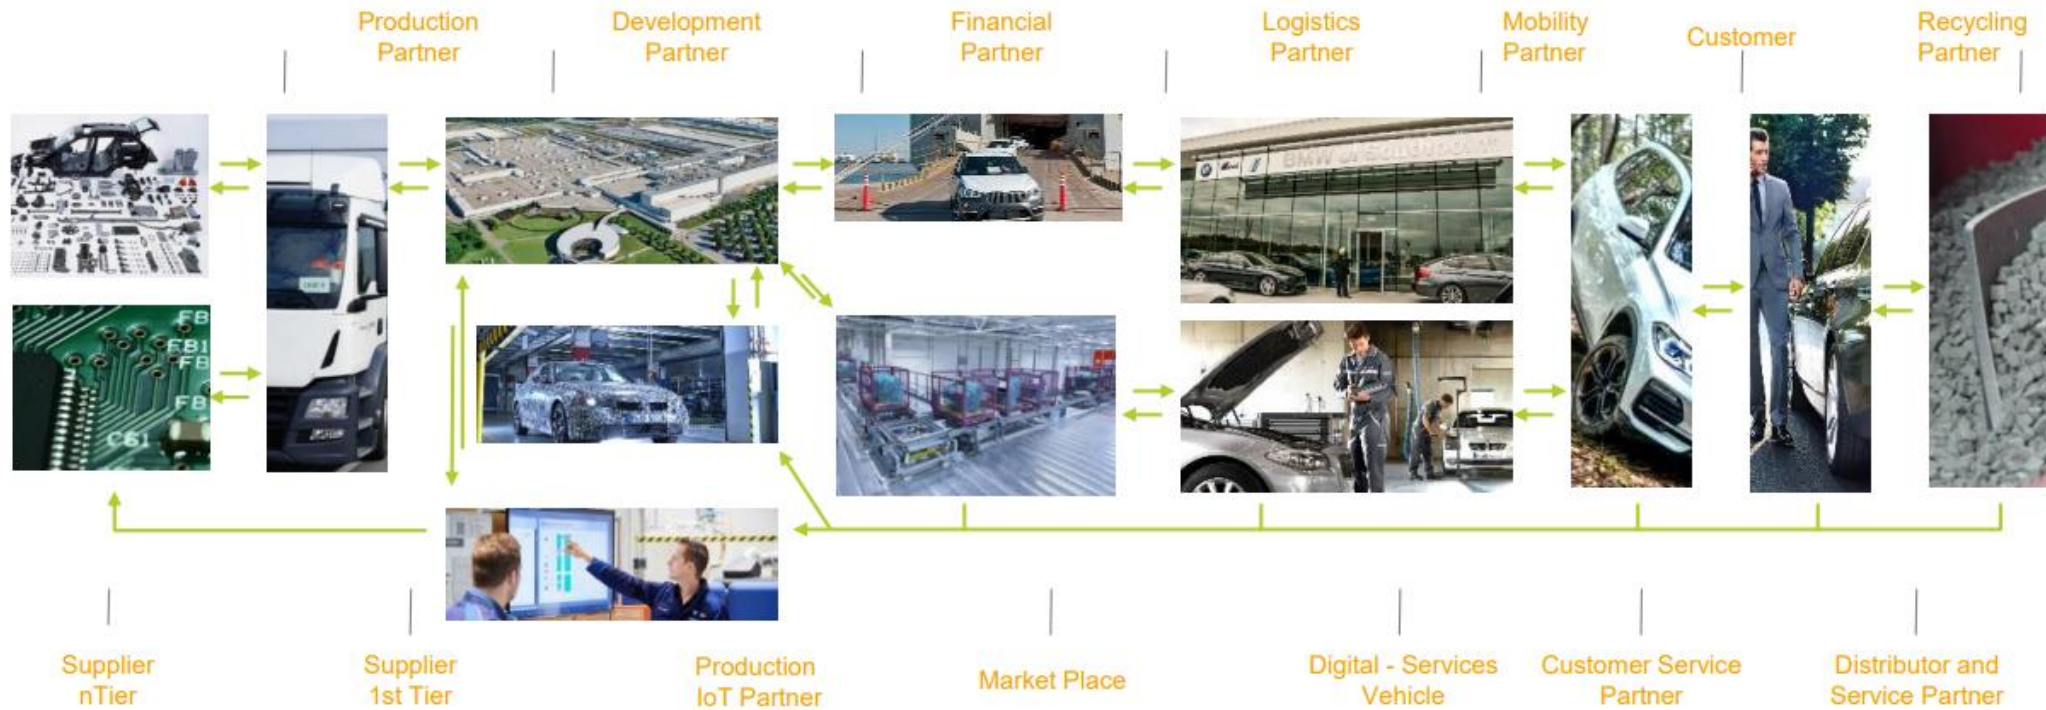 Production
Partner
Development
Partner
Financial
Partner
Logistics
Partner
Mobility
Partner
Customer
Recycling
Partner
FB
FB1
FB
FB
C61
BMW
Supplier
nTier
Supplier
1st Tier
Production
IoT Partner
Market Place
Digital - Services
Vehicle
Customer Service
Partner
Distributor and
Service Partner